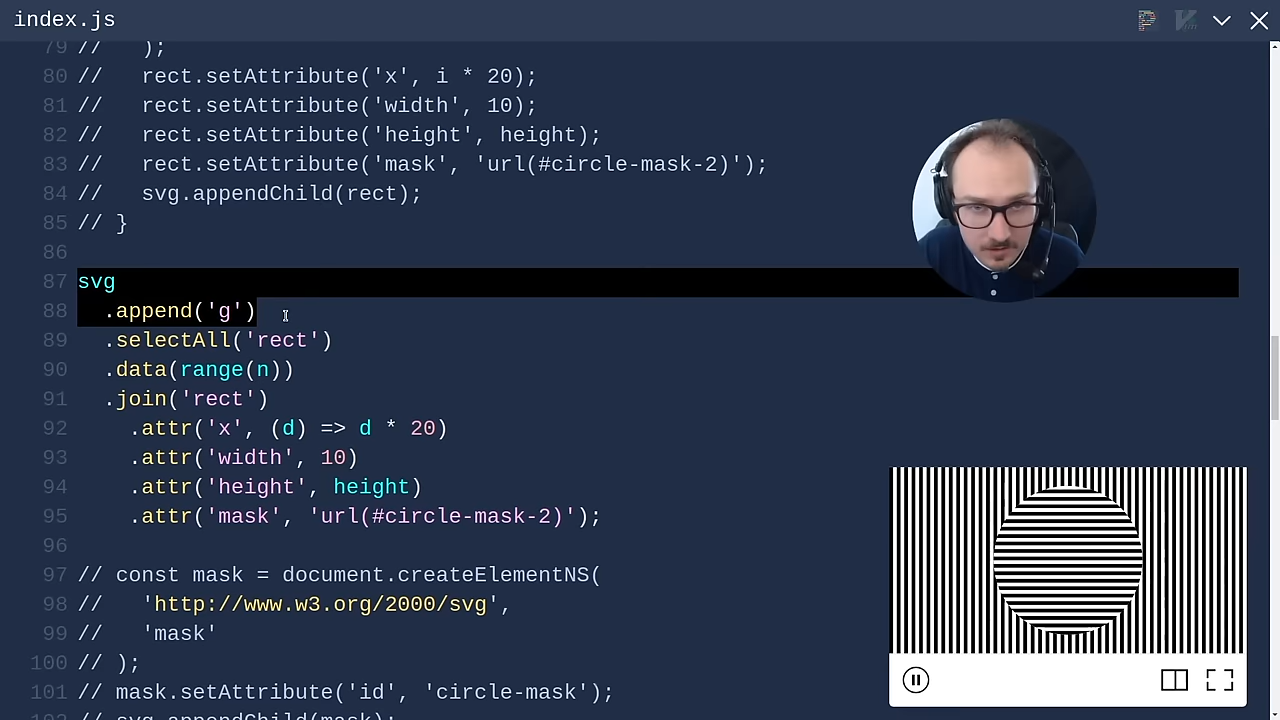 index.js
79 //   );
80 //   rect.setAttribute('x', i * 20);
81 //   rect.setAttribute('width', 10);
82 //   rect.setAttribute('height', height);
83 //   rect.setAttribute('mask', 'url(#circle-mask-2)');
84 //   svg.appendChild(rect);
85 // }
86
87 svg
88   .append('g')
89   .selectAll('rect')
90   .data(range(n))
91   .join('rect')
92     .attr('x', (d) => d * 20)
93     .attr('width', 10)
94     .attr('height', height)
95     .attr('mask', 'url(#circle-mask-2)');
96
97 // const mask = document.createElementNS(
98 //   'http://www.w3.org/2000/svg',
99 //   'mask'
100 // );
101 // mask.setAttribute('id', 'circle-mask');
102 // svg.appendChild(mask);